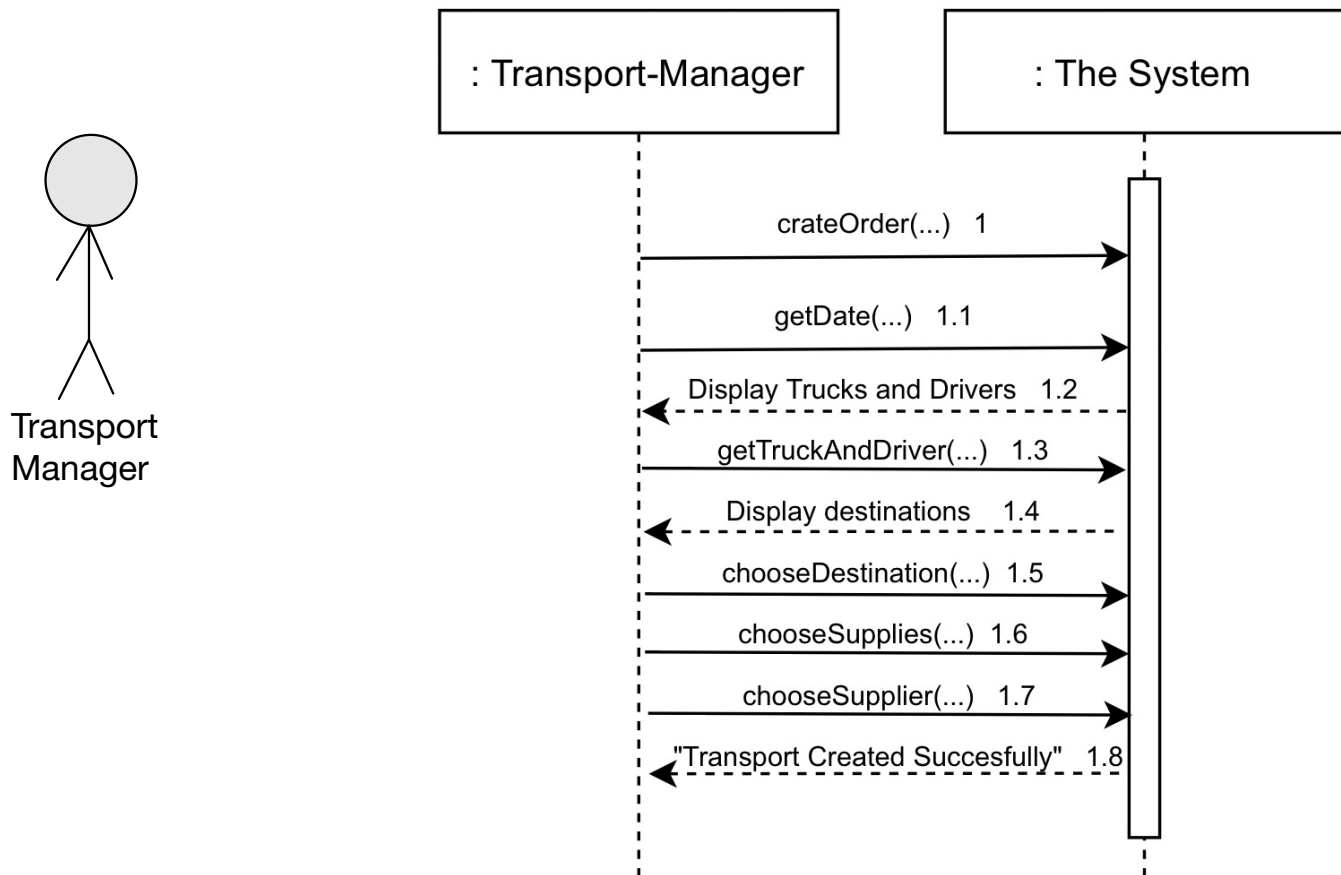 : Transport-Manager
: The System
crateOrder(...) 1
getDate(...) 1.1
Display Trucks and Drivers 1.2
getTruckAndDriver(...) 1.3
Display destinations 1.4
chooseDestination(...) 1.5
chooseSupplies(...) 1.6
chooseSupplier(...) 1.7
"Transport Created Succesfully" 1.8
Transport
Manager